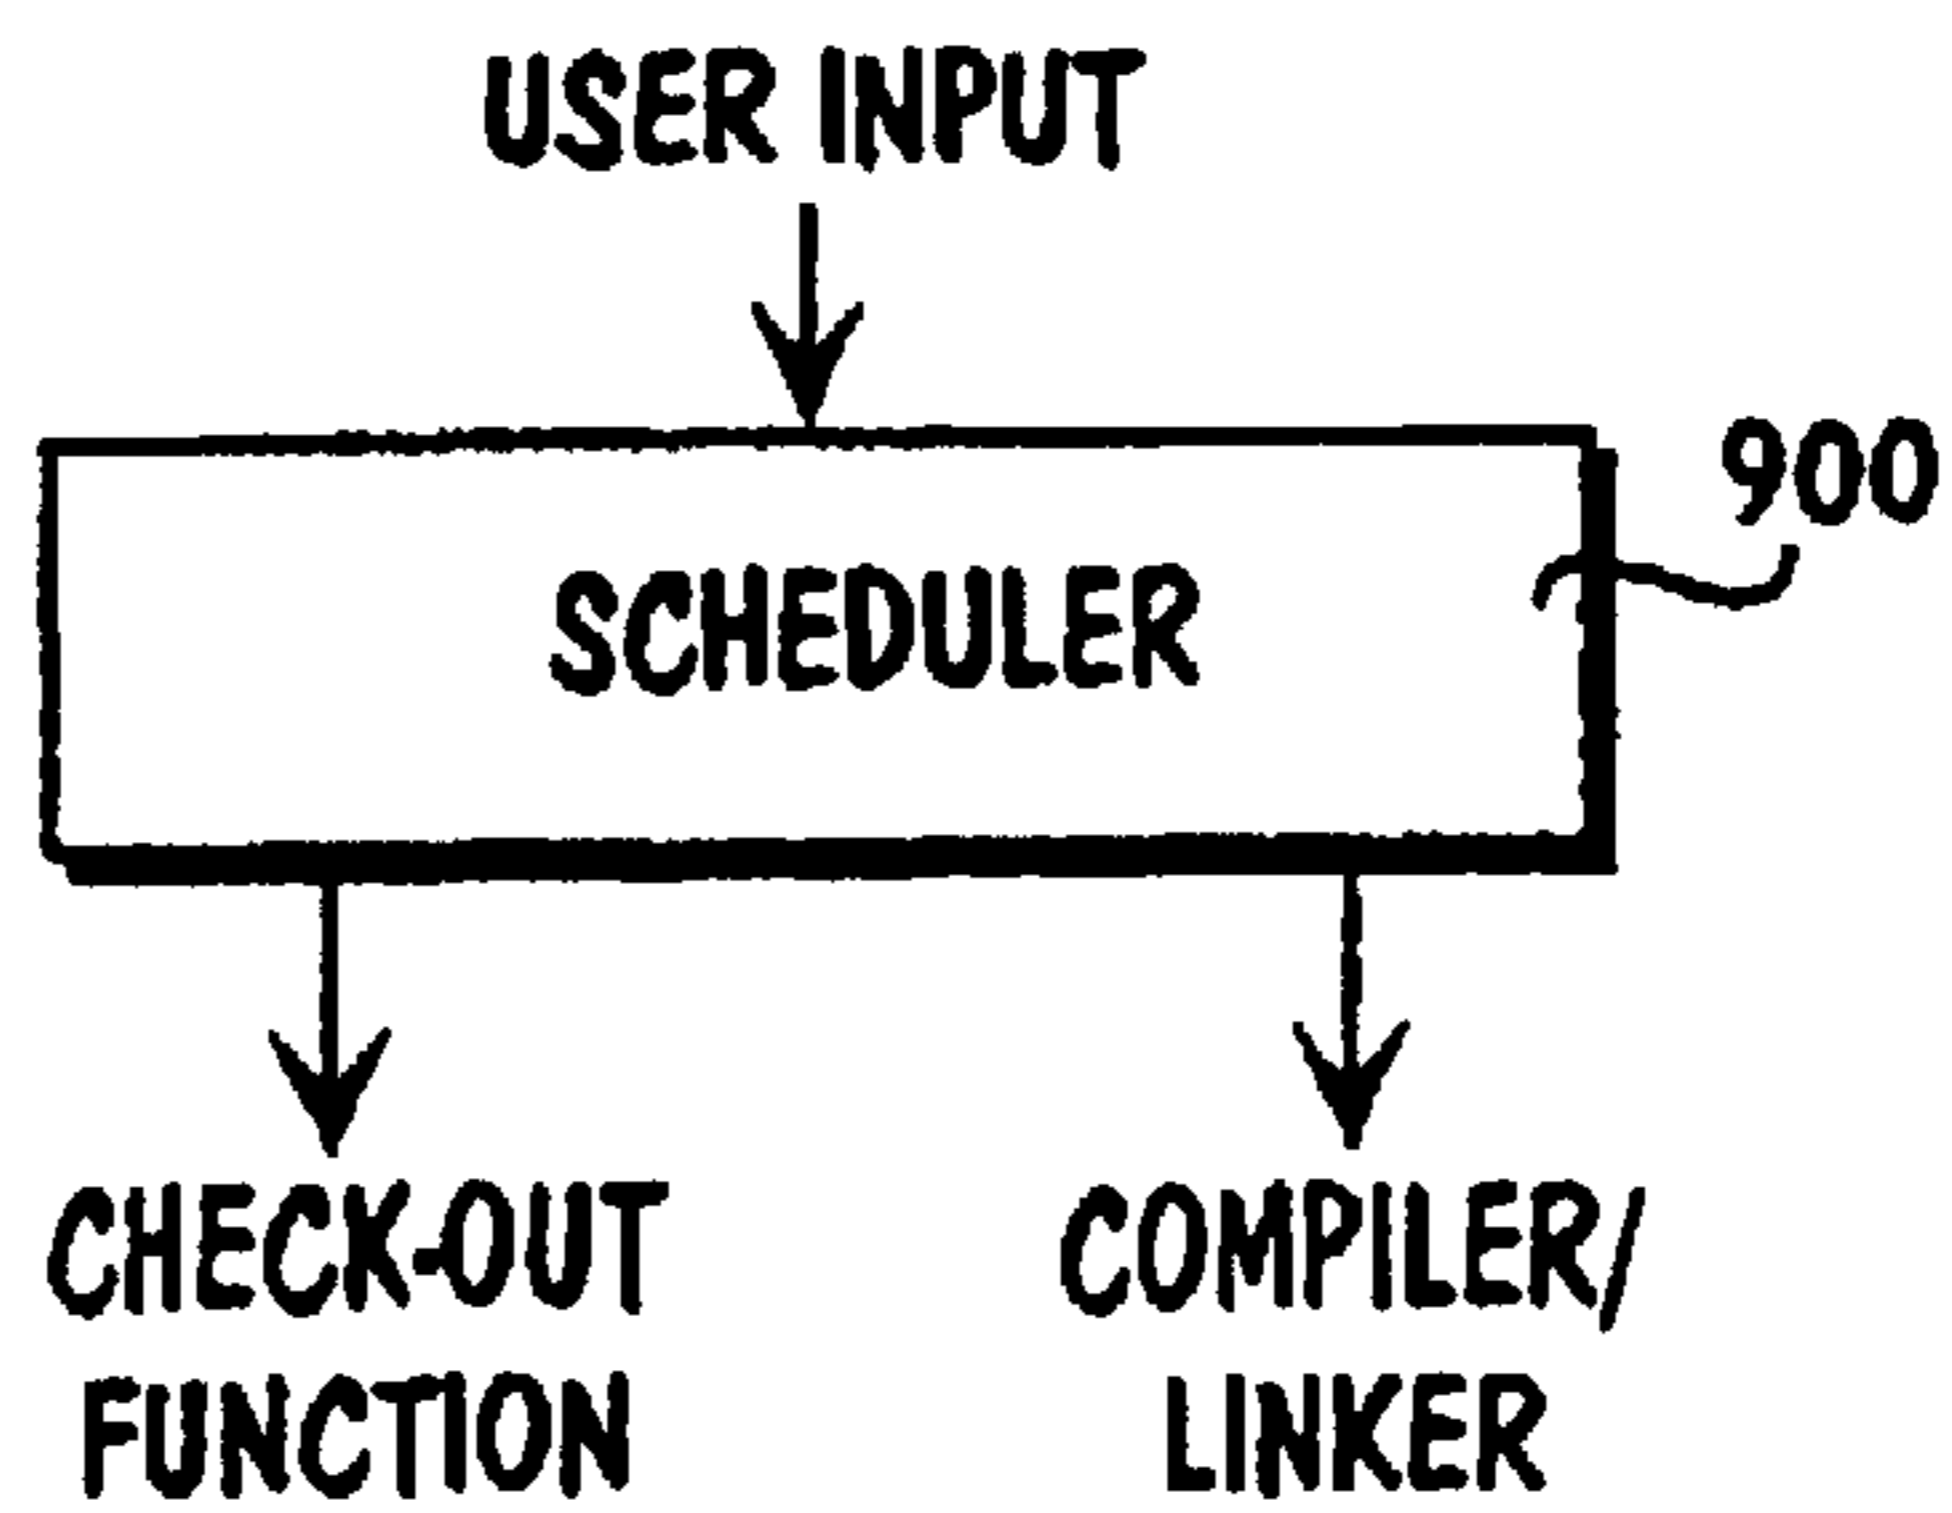 USER INPUT
900
SCHEDULER
CHECK-OUT
FUNCTION
COMPILER/
LINKER